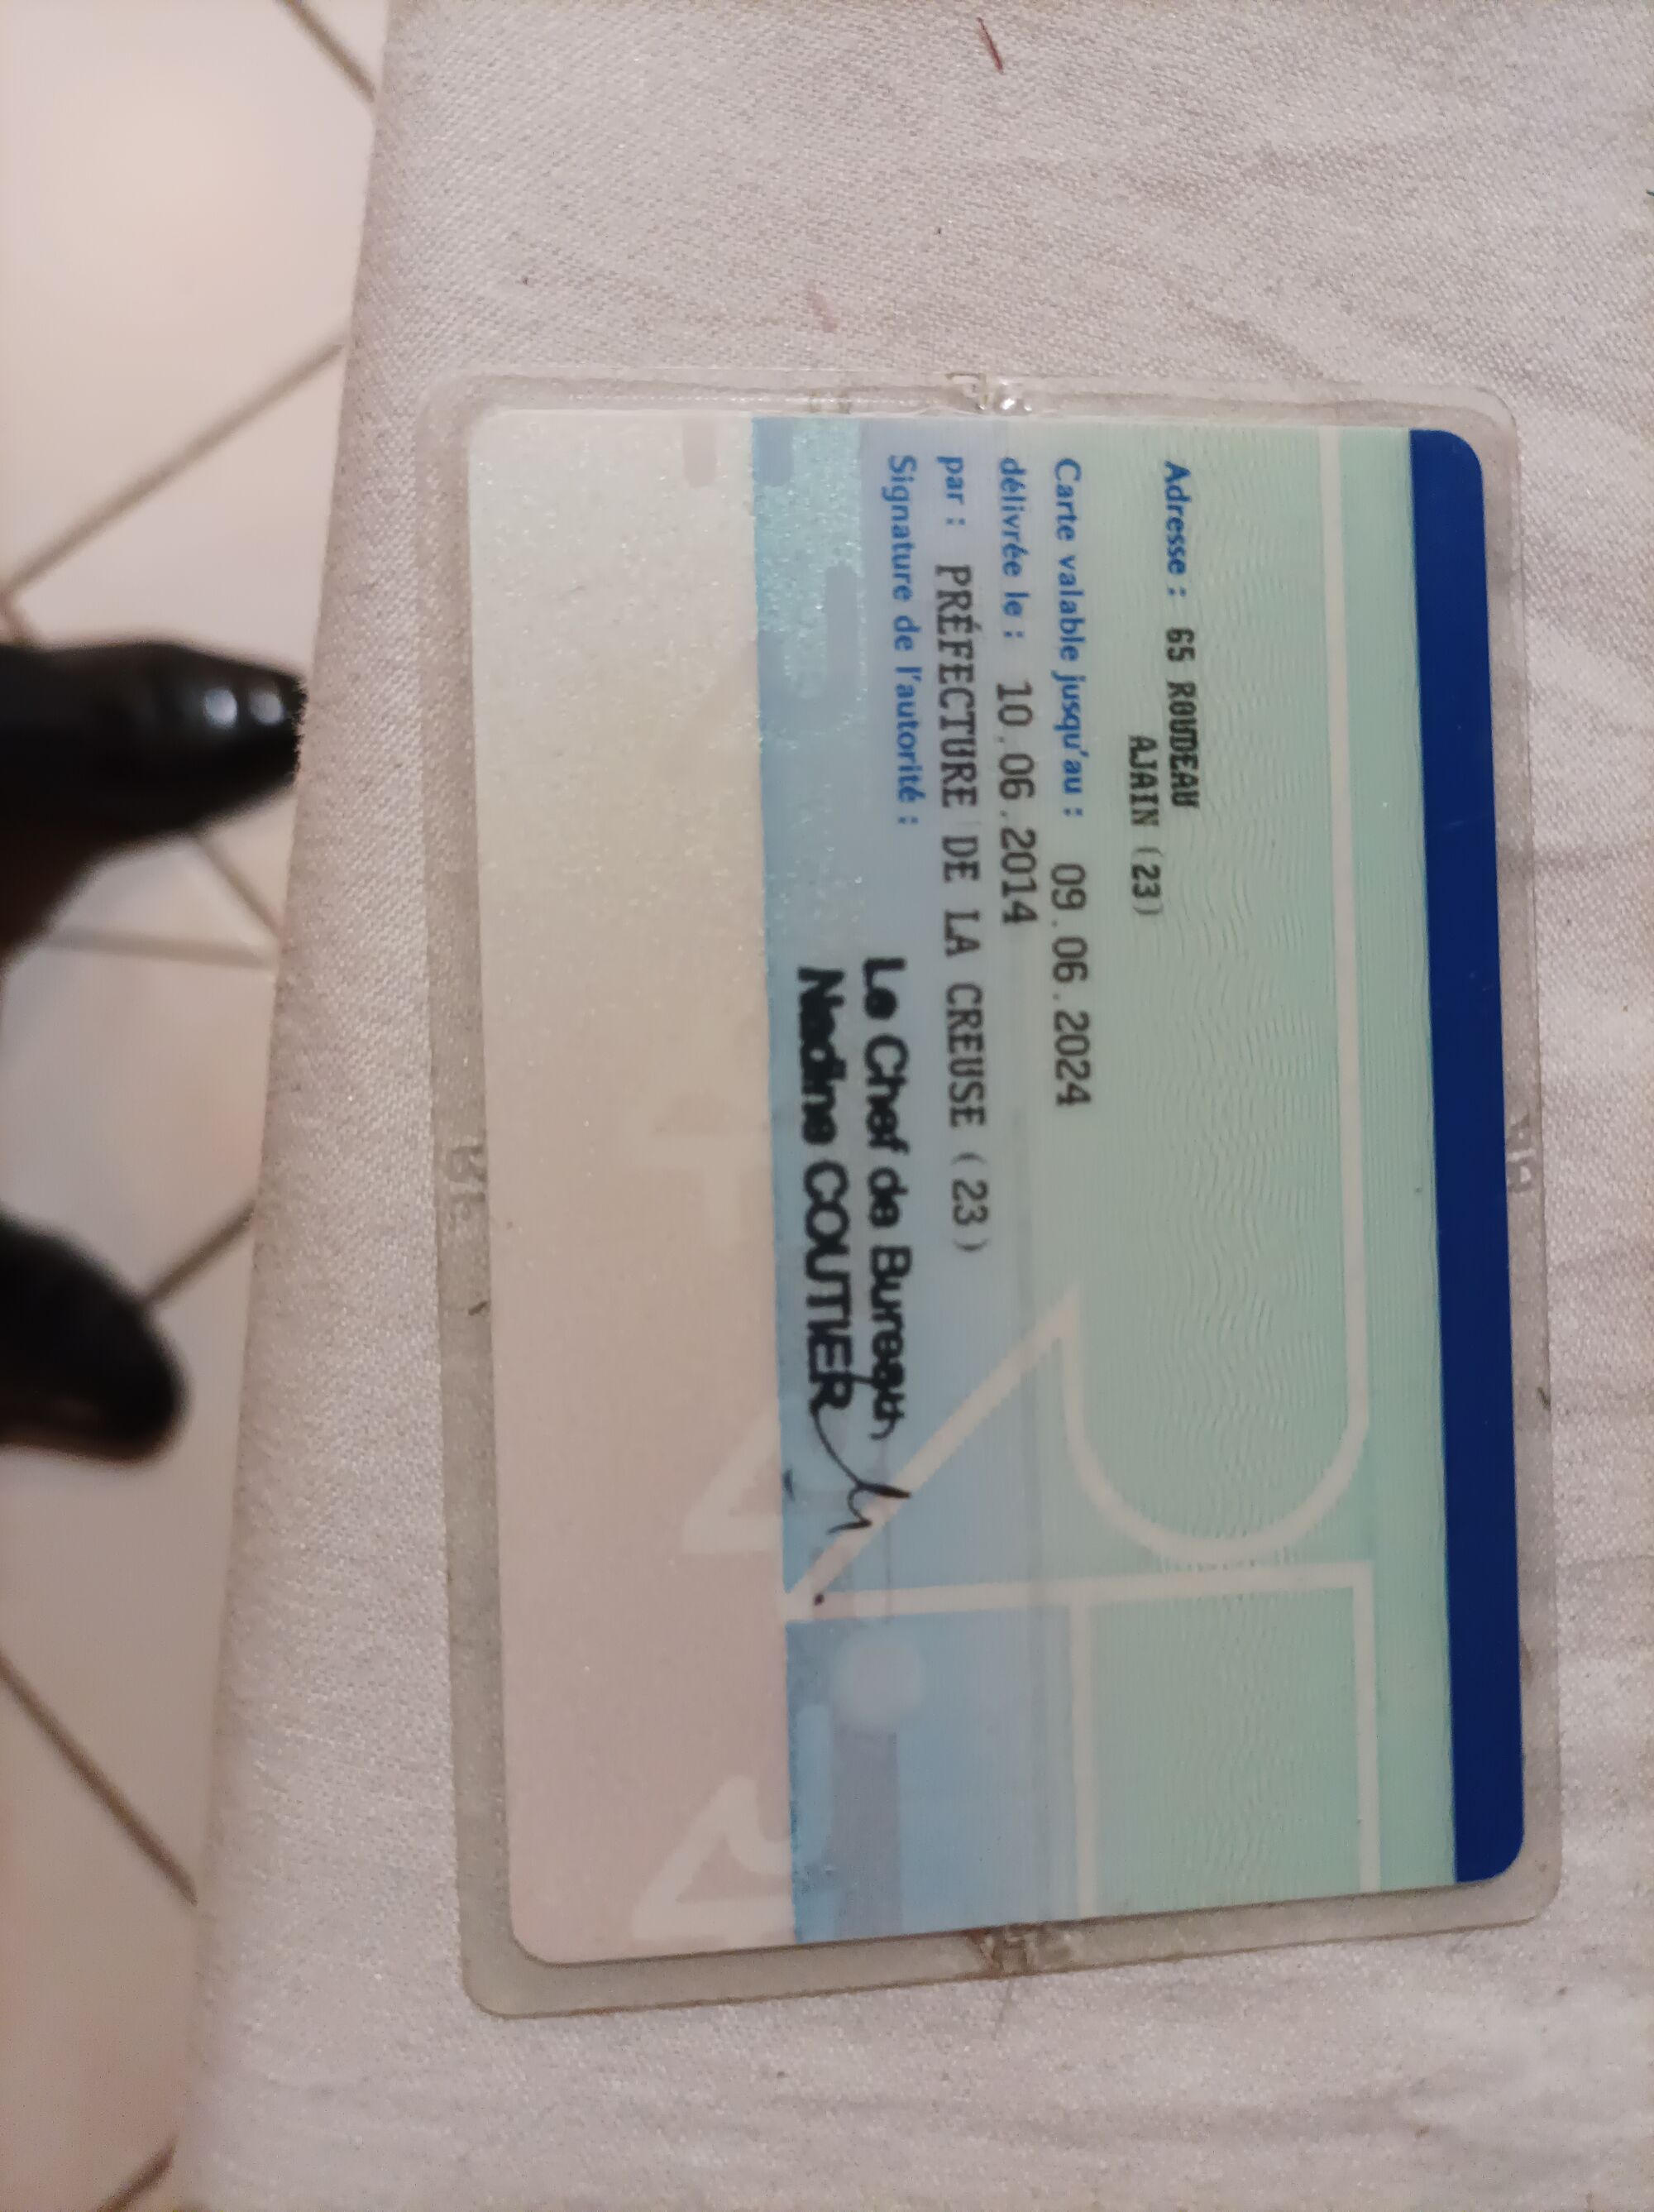 Adresse : 65 ROUDEAU
AJAIN (23)
Carte valable jusqu'au : 09.06.2024
délivrée le : 10.06.2014
par : PRÉFECTURE DE LA CREUSE (23)
Signature de l'autorité :
Le Chef de Bureau
Nadine COUTIER